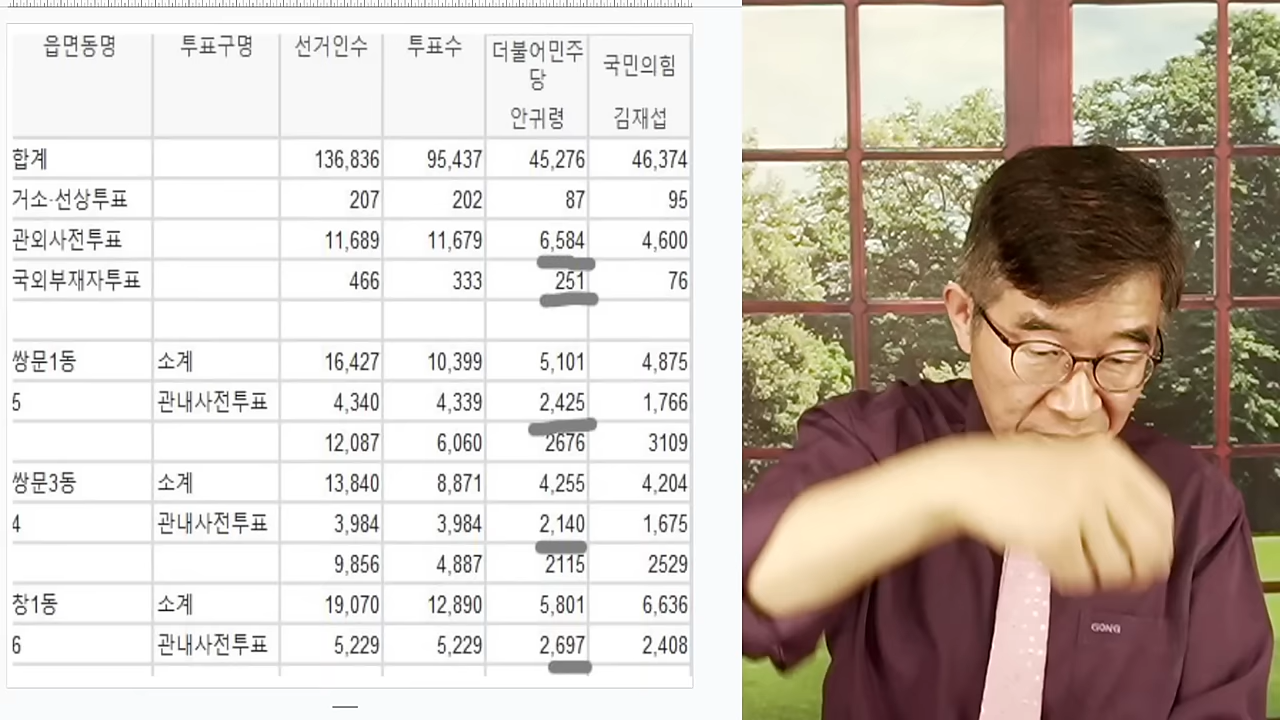 읍면동명 투표구명 선거인수 투표수 더불어민주당 안귀령 국민의힘 김재섭
합계 136,836 95,437 45,276 46,374
거소·선상투표 207 202 87 95
관외사전투표 11,689 11,679 6,584 4,600
국외부재자투표 466 333 251 76
쌍문1동 소계 16,427 10,399 5,101 4,875
5 관내사전투표 4,340 4,339 2,425 1,766
12,087 6,060 2676 3109
쌍문3동 소계 13,840 8,871 4,255 4,204
4 관내사전투표 3,984 3,984 2,140 1,675
9,856 4,887 2115 2529
창1동 소계 19,070 12,890 5,801 6,636
6 관내사전투표 5,229 5,229 2,697 2,408
GONG